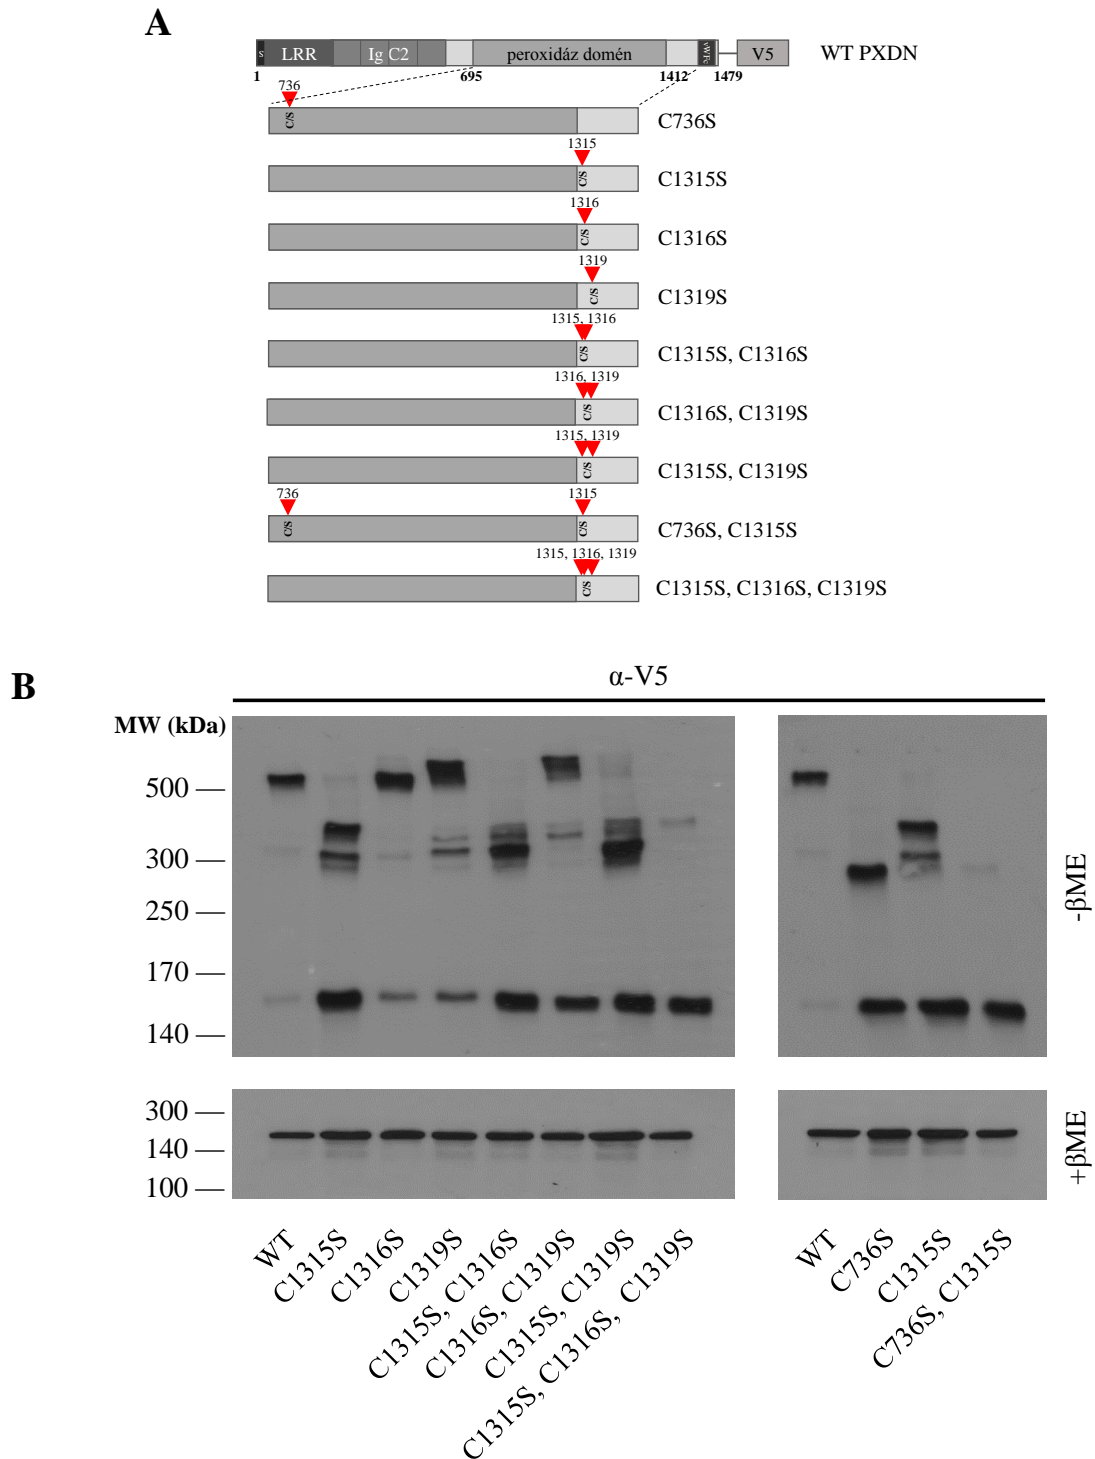 A
S LRR Ig C2 peroxidáz domén vWFc V5 WT PXDN
1 695 1412 1479
736
C/S C736S
1315
C/S C1315S
1316
C/S C1316S
1319
C/S C1319S
1315, 1316
C/S C1315S, C1316S
1316, 1319
C/S C1316S, C1319S
1315, 1319
C/S C1315S, C1319S
736 1315
C/S C/S C736S, C1315S
1315, 1316, 1319
C/S C1315S, C1316S, C1319S
B
α-V5
MW (kDa)
500
300
250
170
140
-βME
300
140
100
+βME
WT
C1315S
C1316S
C1319S
C1315S, C1316S
C1316S, C1319S
C1315S, C1319S
C1315S, C1316S, C1319S
WT
C736S
C1315S
C736S, C1315S